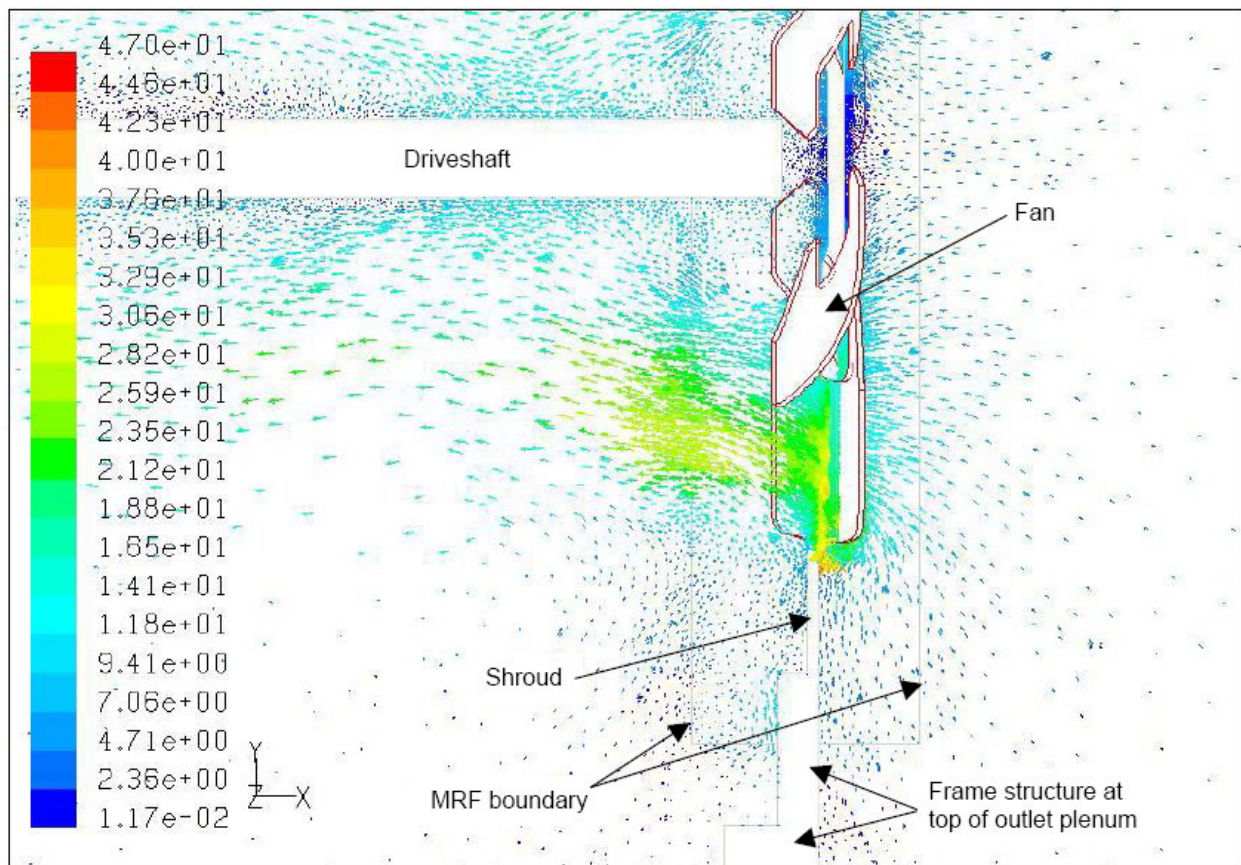 4.70e+01
4.46e+01
4.23e+01
4.00e+01
3.76e+01
3.53e+01
3.29e+01
3.06e+01
2.82e+01
2.59e+01
2.35e+01
2.12e+01
1.88e+01
1.65e+01
1.41e+01
1.18e+01
9.41e+00
7.06e+00
4.71e+00
2.36e+00
1.17e-02
Y
Z X
Driveshaft
Fan
Shroud
MRF boundary
Frame structure at
top of outlet plenum